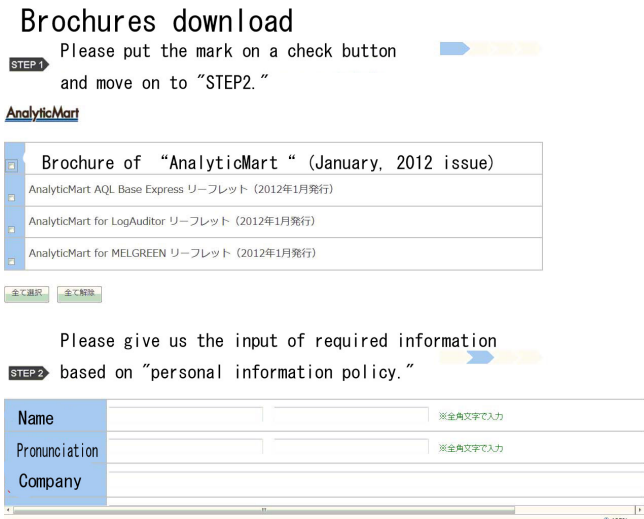 Brochures download
STEP 1
Please put the mark on a check button
and move on to "STEP2."
AnalyticMart
Brochure of “AnalyticMart “ (January, 2012 issue)
AnalyticMart AQL Base Express リーフレット（2012年1月発行）
AnalyticMart for LogAuditor リーフレット（2012年1月発行）
AnalyticMart for MELGREEN リーフレット（2012年1月発行）
全て選択 全て解除
Please give us the input of required information
STEP 2 based on "personal information policy."
Name ※全角文字で入力
Pronunciation ※全角文字で入力
Company